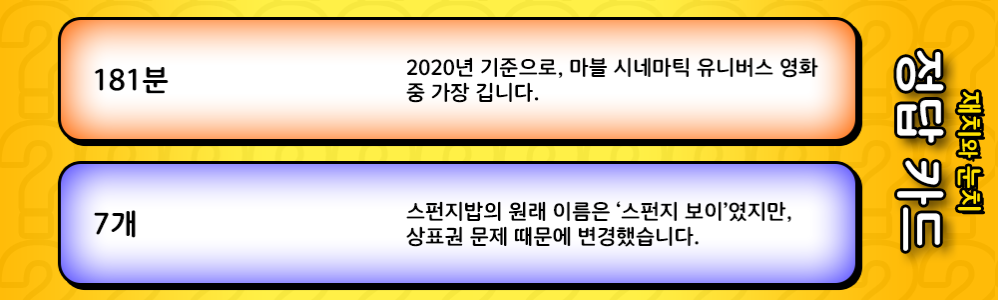 181분
2020년 기준으로, 마블 시네마틱 유니버스 영화
중 가장 깁니다.
7개
스펀지밥의 원래 이름은 ‘스펀지 보이’였지만,
상표권 문제 때문에 변경했습니다.
재치와 눈치
정답 카드